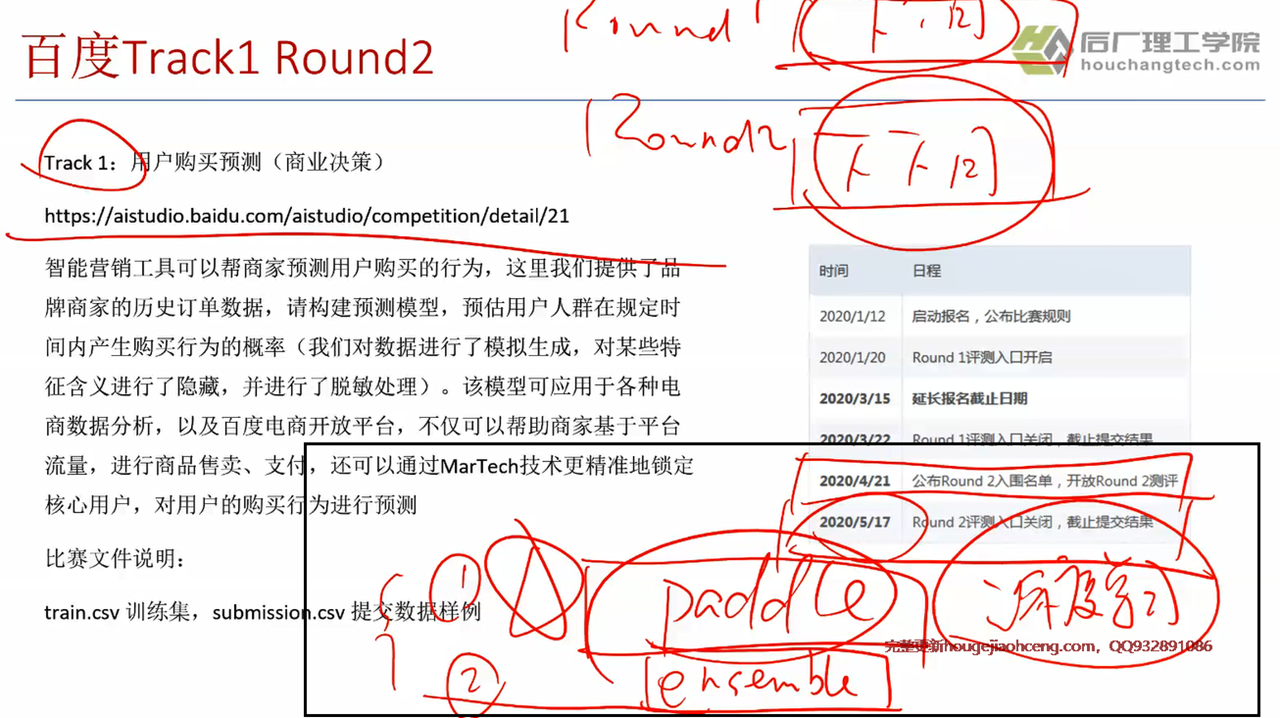 百度Track1 Round2
Round 1
不限
后厂理工学院
houchangtech.com
Round2
不限
Track 1：用户购买预测（商业决策）
https://aistudio.baidu.com/aistudio/competition/detail/21
智能营销工具可以帮商家预测用户购买的行为，这里我们提供了品
牌商家的历史订单数据，请构建预测模型，预估用户人群在规定时
间内产生购买行为的概率（我们对数据进行了模拟生成，对某些特
征含义进行了隐藏，并进行了脱敏处理）。该模型可应用于各种电
商数据分析，以及百度电商开放平台，不仅可以帮助商家基于平台
流量，进行商品售卖、支付，还可以通过MarTech技术更精准地锁定
核心用户，对用户的购买行为进行预测
比赛文件说明：
train.csv 训练集，submission.csv 提交数据样例
时间 日程
2020/1/12 启动报名，公布比赛规则
2020/1/20 Round 1评测入口开启
2020/3/15 延长报名截止日期
2020/3/22 Round 1评测入口关闭，截止提交结果
2020/4/21 公布Round 2入围名单，开放Round 2测评
2020/5/17 Round 2评测入口关闭，截止提交结果
① paddle 深度学习
完整更新hougejiaohceng.com，QQ932891086
② ensemble